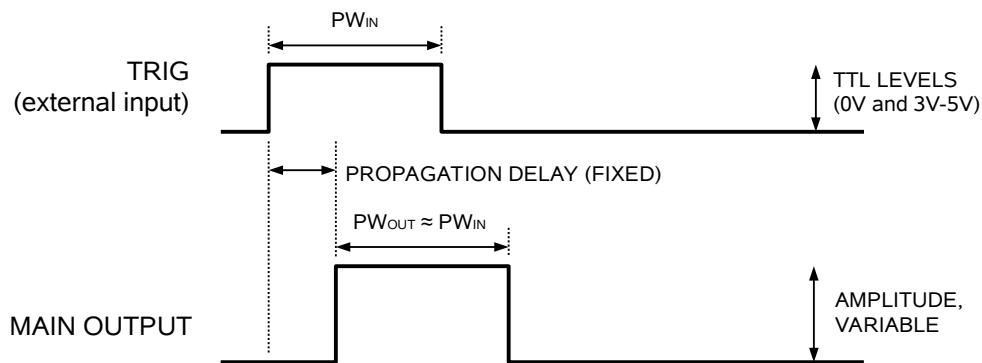 PWIN
TRIG
(external input)
TTL LEVELS
(0V and 3V-5V)
PROPAGATION DELAY (FIXED)
PWOUT ≈ PWIN
MAIN OUTPUT
AMPLITUDE,
VARIABLE